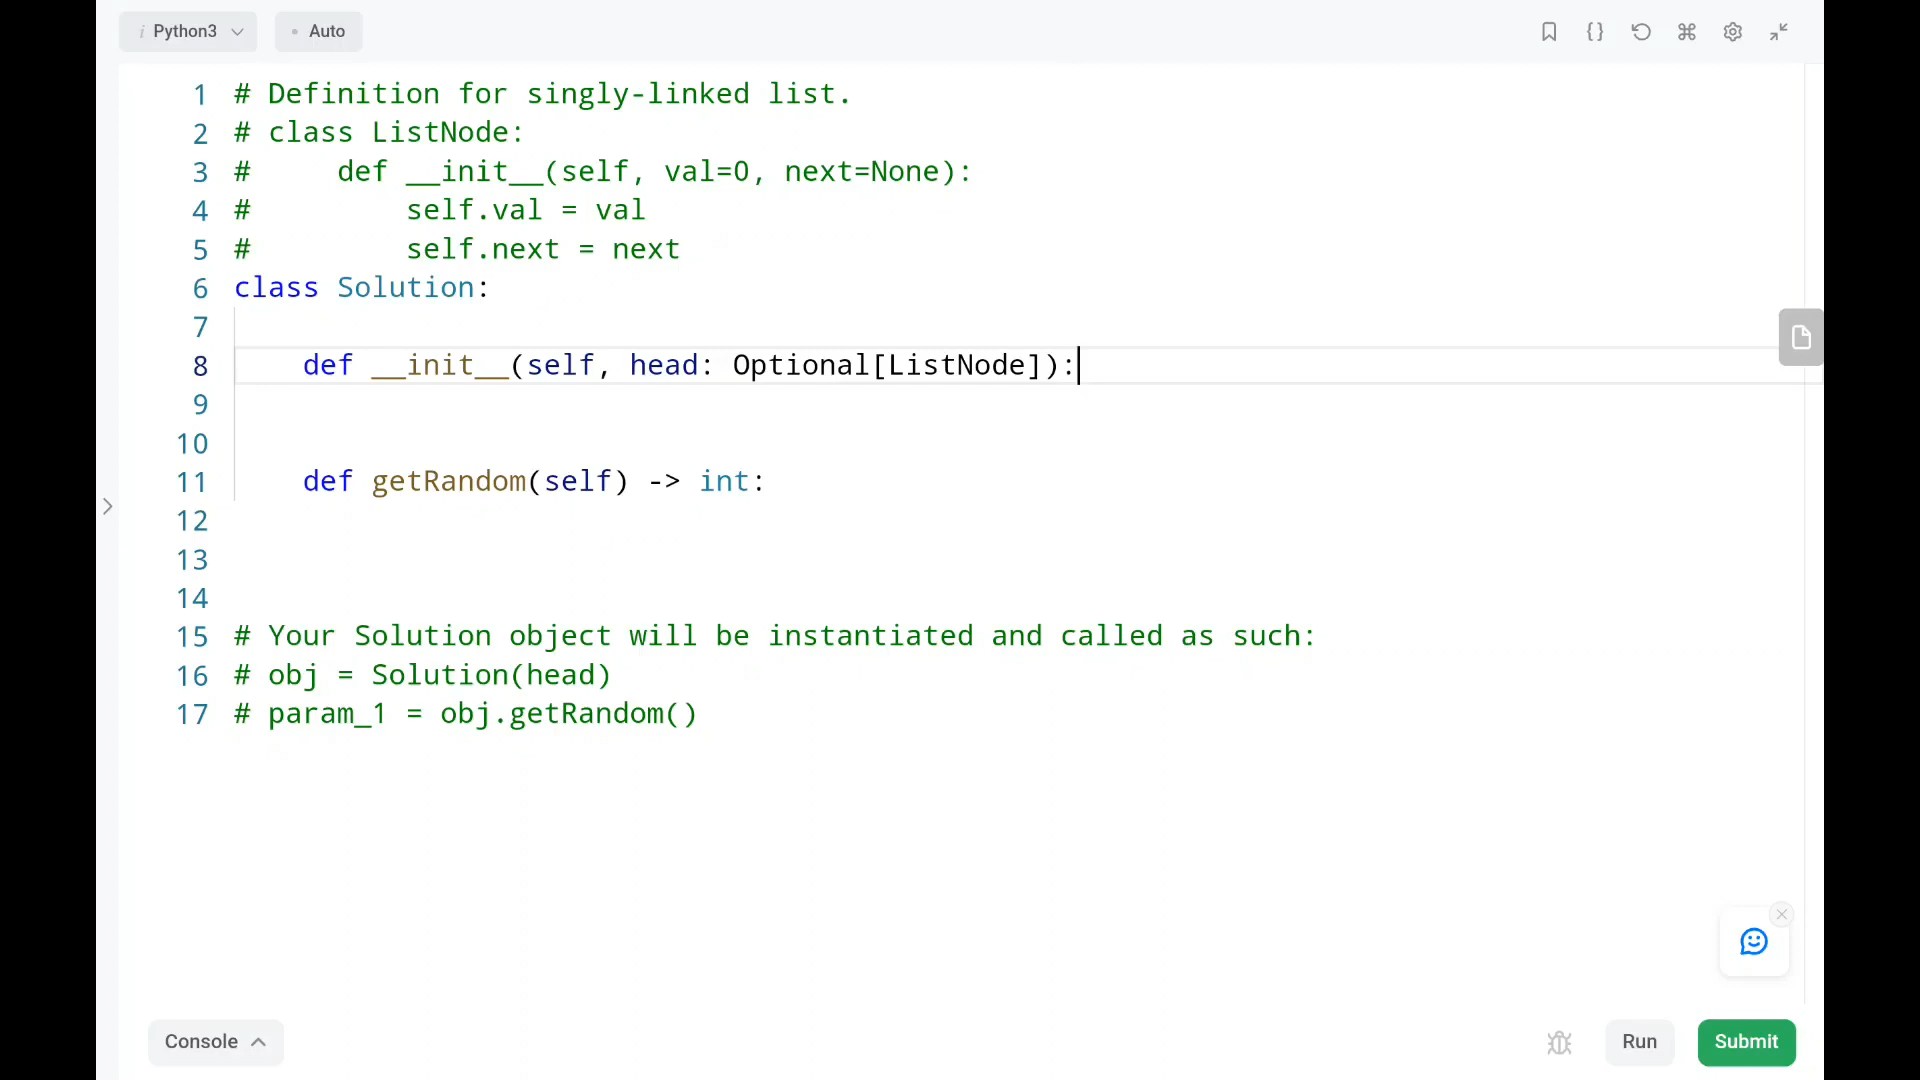 i Python3
Auto
1 # Definition for singly-linked list.
2 # class ListNode:
3 #     def __init__(self, val=0, next=None):
4 #         self.val = val
5 #         self.next = next
6 class Solution:
7
8     def __init__(self, head: Optional[ListNode]):
9
10
11     def getRandom(self) -> int:
12
13
14
15 # Your Solution object will be instantiated and called as such:
16 # obj = Solution(head)
17 # param_1 = obj.getRandom()
Console
Run
Submit